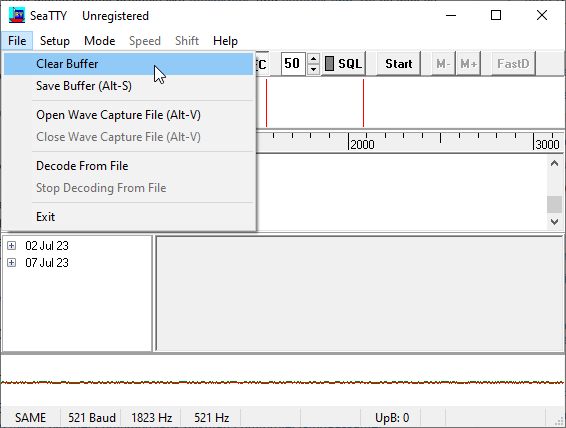 SeaTTY Unregistered
File Setup Mode Speed Shift Help
Clear Buffer
50 SQL Start M- M+ FastD
Save Buffer (Alt-S)
Open Wave Capture File (Alt-V)
Close Wave Capture File (Alt-V)
2000 3000
Decode From File
Stop Decoding From File
Exit
02 Jul 23
07 Jul 23
SAME 521 Baud 1823 Hz 521 Hz UpB: 0